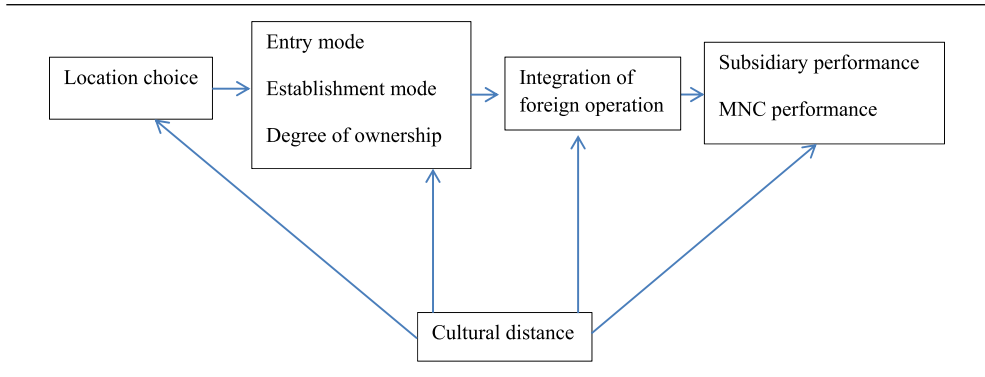 Location choice
Entry mode
Establishment mode
Degree of ownership
Integration of
foreign operation
Subsidiary performance
MNC performance
Cultural distance